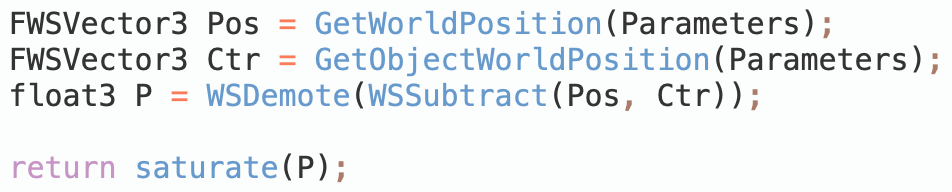 FWSVector3 Pos = GetWorldPosition(Parameters);
FWSVector3 Ctr = GetObjectWorldPosition(Parameters);
float3 P = WSDemote(WSSubtract(Pos, Ctr));
return saturate(P);